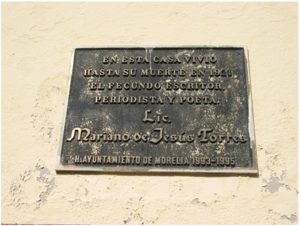 EN ESTA CASA VIVIÓ
HASTA SU MUERTE EN 1921
EL FECUNDO ESCRITOR,
PERIODISTA Y POETA.
Lic.
Mariano de Jesús Torres
H. AYUNTAMIENTO DE MORELIA 1993-1995